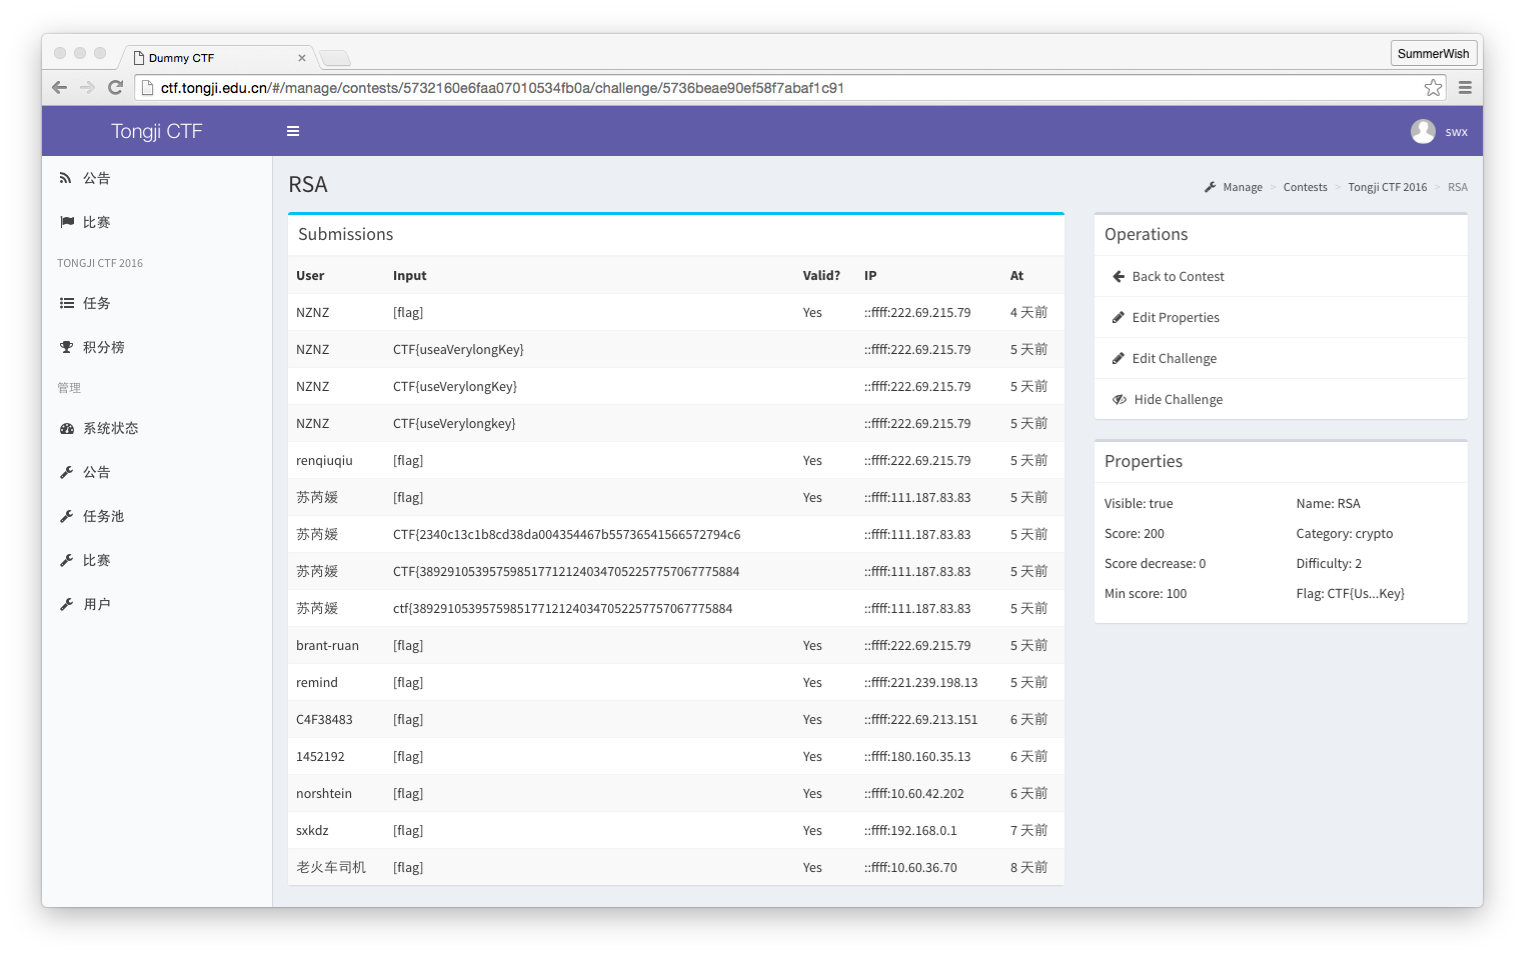 Dummy CTF
SummerWish
ctf.tongji.edu.cn/#/manage/contests/5732160e6faa07010534fb0a/challenge/5736beae90ef58f7abaf1c91
Tongji CTF
swx
公告
比赛
TONGJI CTF 2016
任务
积分榜
管理
系统状态
公告
任务池
比赛
用户
RSA
Manage > Contests > Tongji CTF 2016 > RSA
Submissions
User Input Valid? IP At
NZNZ [flag] Yes ::ffff:222.69.215.79 4 天前
NZNZ CTF{useaVerylongKey} ::ffff:222.69.215.79 5 天前
NZNZ CTF{useVerylongKey} ::ffff:222.69.215.79 5 天前
NZNZ CTF{useVerylongkey} ::ffff:222.69.215.79 5 天前
renqiuqiu [flag] Yes ::ffff:222.69.215.79 5 天前
苏芮媛 [flag] Yes ::ffff:111.187.83.83 5 天前
苏芮媛 CTF{2340c13c1b8cd38da004354467b55736541566572794c6 ::ffff:111.187.83.83 5 天前
苏芮媛 CTF{38929105395759851771212403470522577570677758​84 ::ffff:111.187.83.83 5 天前
苏芮媛 ctf{3892910539575985177121240347052257757067775884 ::ffff:111.187.83.83 5 天前
brant-ruan [flag] Yes ::ffff:222.69.215.79 5 天前
remind [flag] Yes ::ffff:221.239.198.13 5 天前
C4F38483 [flag] Yes ::ffff:222.69.213.151 6 天前
1452192 [flag] Yes ::ffff:180.160.35.13 6 天前
norshtein [flag] Yes ::ffff:10.60.42.202 6 天前
sxkdz [flag] Yes ::ffff:192.168.0.1 7 天前
老火车司机 [flag] Yes ::ffff:10.60.36.70 8 天前
Operations
Back to Contest
Edit Properties
Edit Challenge
Hide Challenge
Properties
Visible: true Name: RSA
Score: 200 Category: crypto
Score decrease: 0 Difficulty: 2
Min score: 100 Flag: CTF{Us...Key}